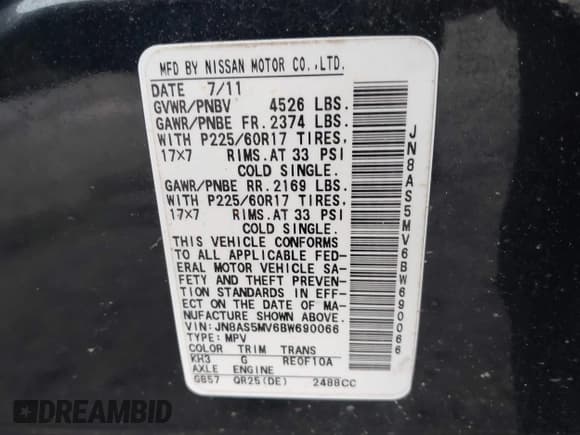 MFD BY NISSAN MOTOR CO.,LTD.
DATE 7/11
GVWR/PNBV 4526 LBS.
GAWR/PNBE FR. 2374 LBS.
WITH P225/60R17 TIRES,
17x7 RIMS.AT 33 PSI
COLD SINGLE.
GAWR/PNBE RR. 2169 LBS.
WITH P225/60R17 TIRES,
17x7 RIMS.AT 33 PSI
COLD SINGLE.
THIS VEHICLE CONFORMS
TO ALL APPLICABLE FED-
ERAL MOTOR VEHICLE SA-
FETY AND THEFT PREVEN-
TION STANDARDS IN EFF-
ECT ON THE DATE OF MA-
NUFACTURE SHOWN ABOVE.
VIN: JN8AS5MV6BW690066
TYPE: MPV
COLOR TRIM TRANS
KH3 G RE0F10A
AXLE ENGINE
GB57 QR25(DE) 2488CC
JN8AS5MV6BW690066
DREAMBID